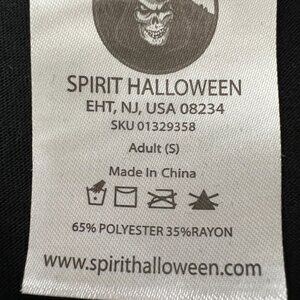 SPIRIT HALLOWEEN
EHT, NJ, USA 08234
SKU 01329358
Adult (S)
Made In China
65% POLYESTER 35%RAYON
www.spirithalloween.com